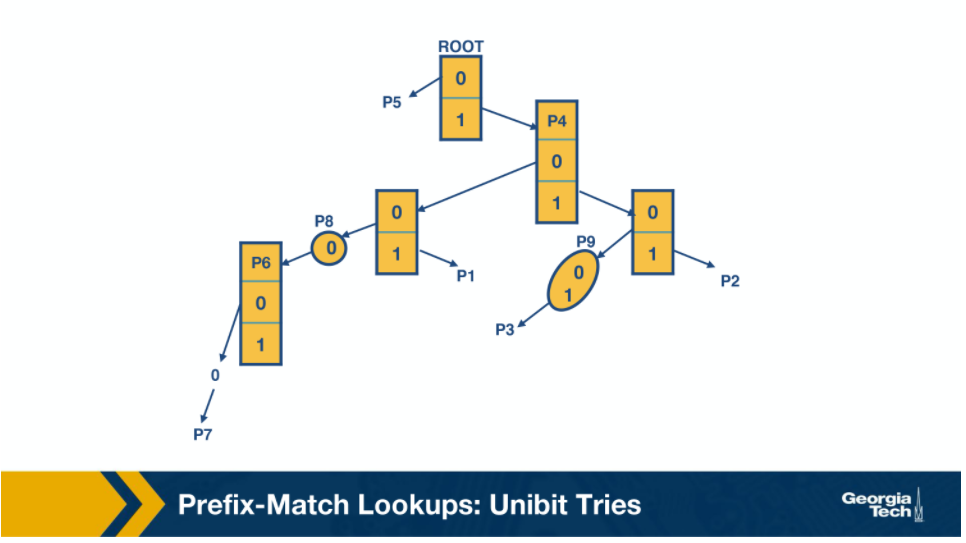 ROOT
0
P5
1
P4
0
1
P8
0
0
1
P1
P9
0
1
0
1
P2
P6
0
1
P3
0
P7
Prefix-Match Lookups: Unibit Tries
Georgia
Tech